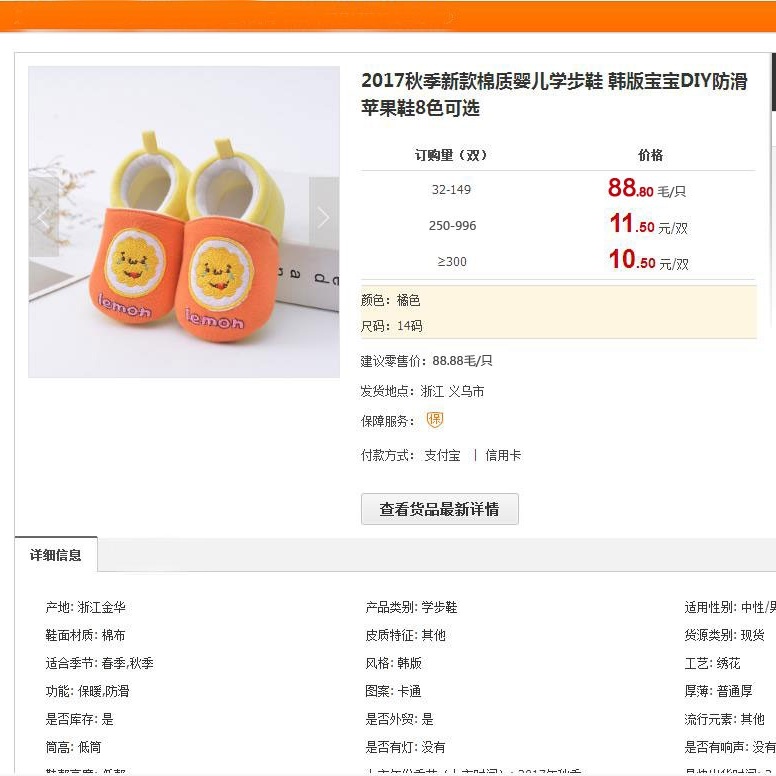 2017秋季新款棉质婴儿学步鞋 韩版宝宝DIY防滑
苹果鞋8色可选
订购量（双） 价格
32-149 88.80 毛/只
250-996 11.50 元/双
≥300 10.50 元/双
颜色：橘色
尺码：14码
建议零售价：88.88毛/只
发货地点：浙江 义乌市
保障服务： 保
付款方式： 支付宝 | 信用卡
查看货品最新详情
lemon lemon
详细信息
产地: 浙江金华 产品类别: 学步鞋 适用性别: 中性/男
鞋面材质: 棉布 皮质特征: 其他 货源类别: 现货
适合季节: 春季,秋季 风格: 韩版 工艺: 绣花
功能: 保暖,防滑 图案: 卡通 厚薄: 普通厚
是否库存: 是 是否外贸: 是 流行元素: 其他
筒高: 低筒 是否有灯: 没有 是否有响声: 没有